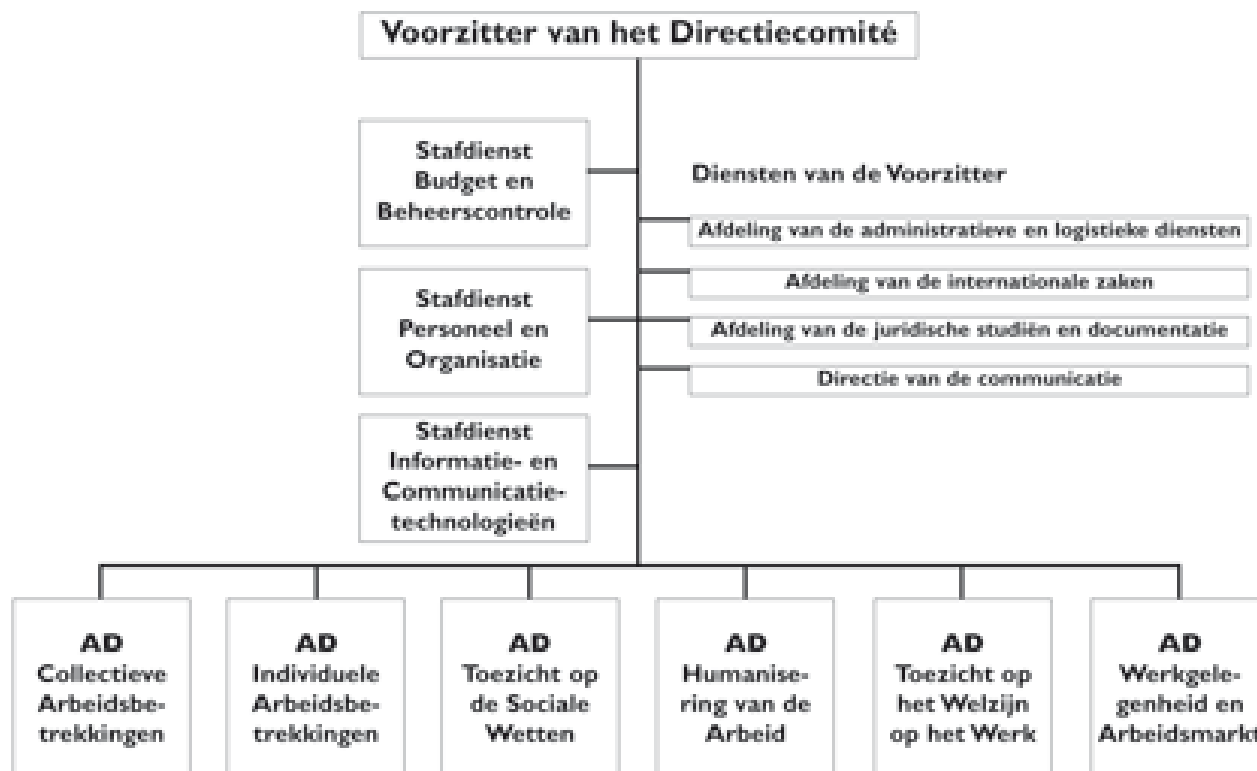 Voorzitter van het Directiecomité
Stafdienst
Budget en
Beheerscontrole
Diensten van de Voorzitter
Afdeling van de administratieve en logistieke diensten
Afdeling van de internationale zaken
Stafdienst
Personeel en
Organisatie
Afdeling van de juridische studiën en documentatie
Directie van de communicatie
Stafdienst
Informatie- en
Communicatie-
technologieën
AD
Collectieve
Arbeidsbe-
trekkingen
AD
Individuele
Arbeidsbe-
trekkingen
AD
Toezicht op
de Sociale
Wetten
AD
Humanise-
ring van de
Arbeid
AD
Toezicht op
het Welzijn
op het Werk
AD
Werkgele-
genheid en
Arbeidsmarkt